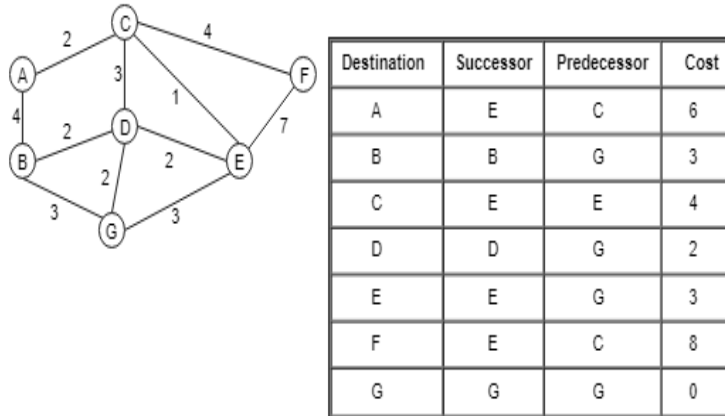 C
2
4
A
3
F
1
4
D
7
2
B
2
E
2
3
3
G
Destination Successor Predecessor Cost
A E C 6
B B G 3
C E E 4
D D G 2
E E G 3
F E C 8
G G G 0